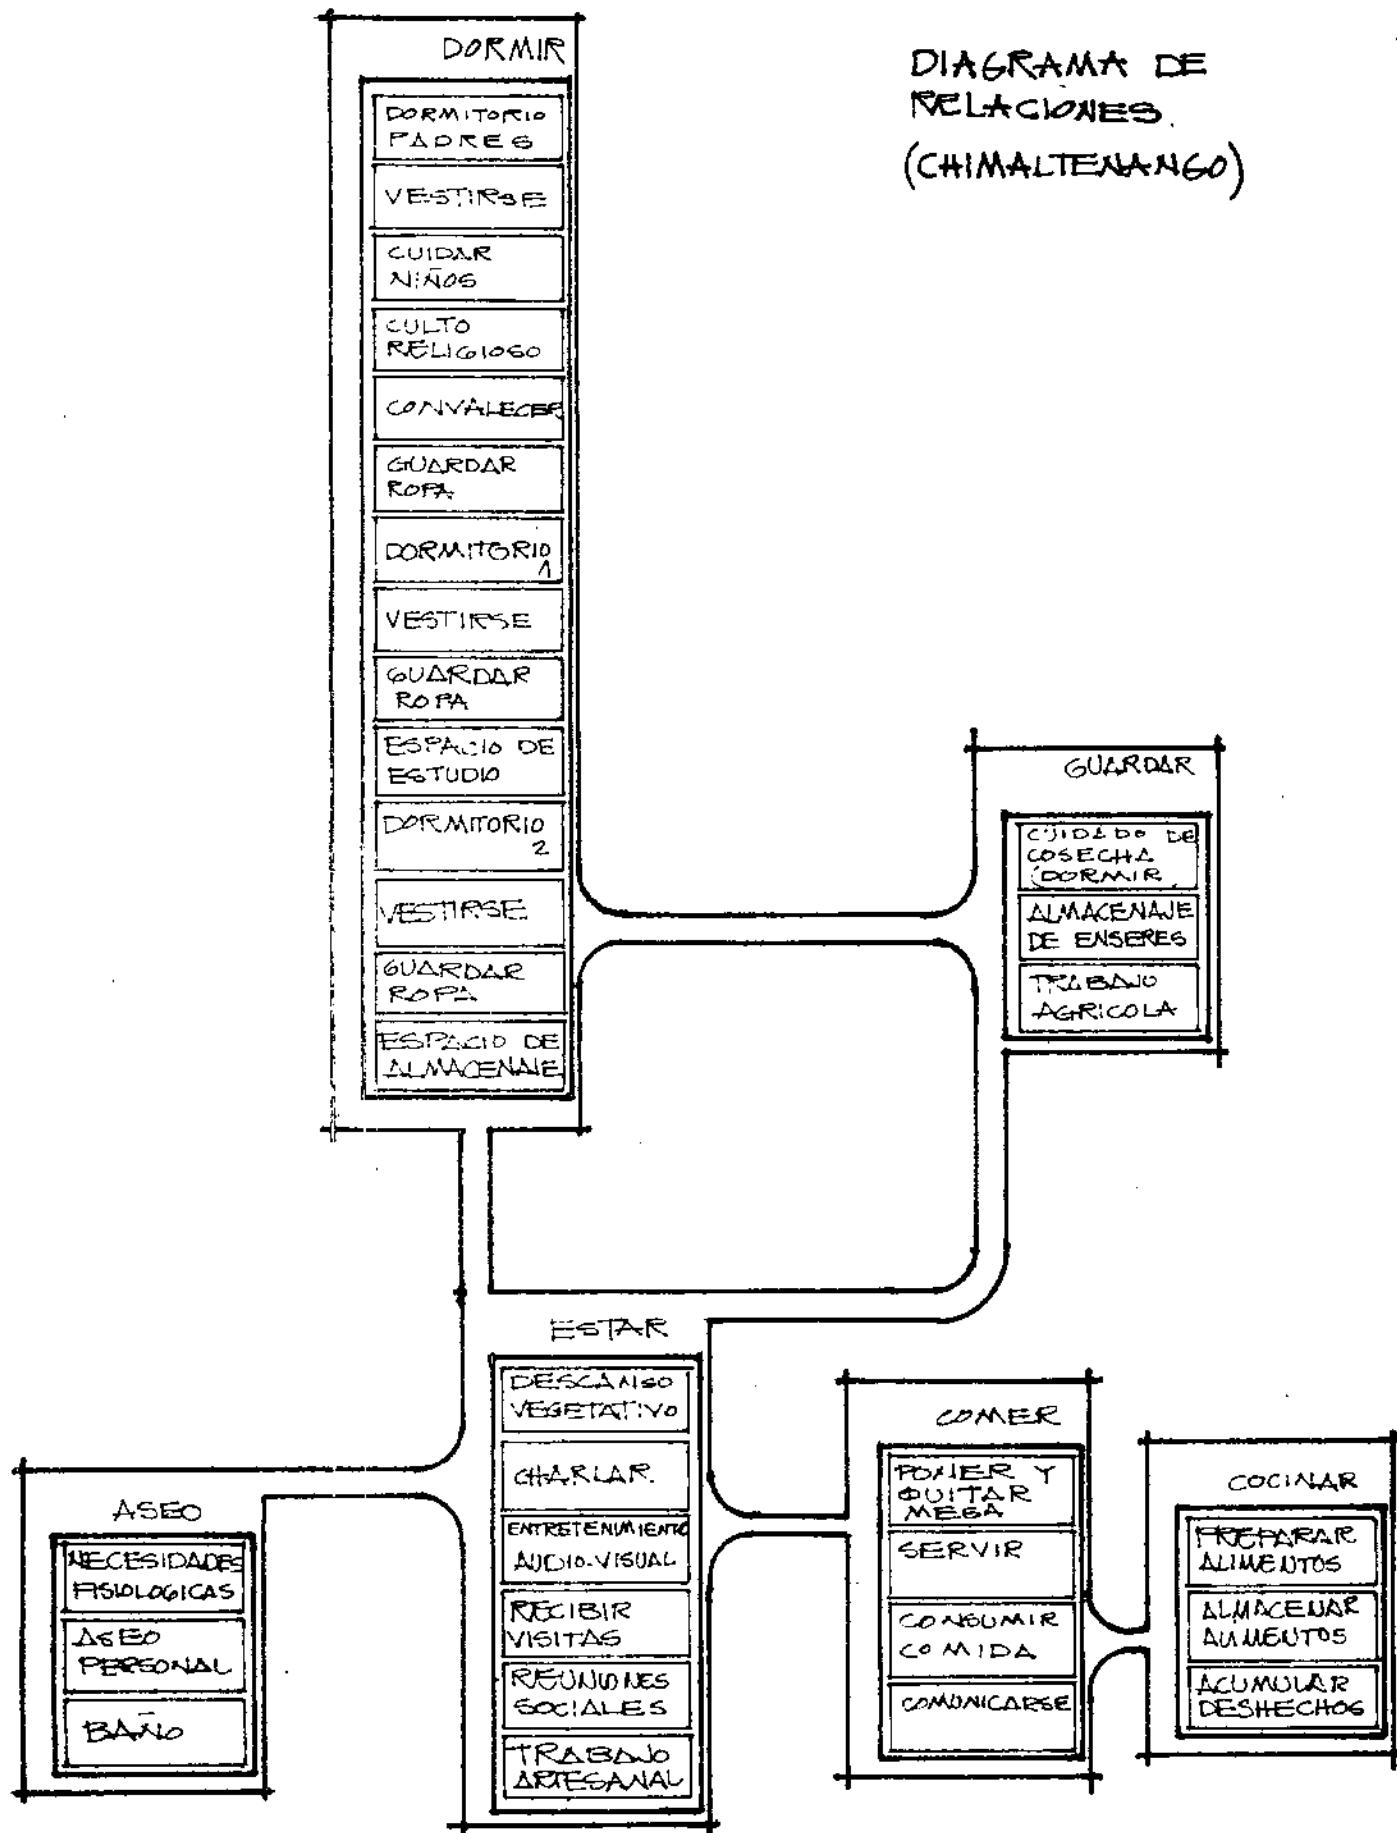 DIAGRAMA DE
RELACIONES.
(CHIMALTENANGO)
DORMIR
DORMITORIO
PADRES
VESTIRSE
CUIDAR
NIÑOS
CULTO
RELIGIOSO
CONVALECER
GUARDAR
ROPA
DORMITORIO
1
VESTIRSE
GUARDAR
ROPA
ESPACIO DE
ESTUDIO
DORMITORIO
2
VESTIRSE
GUARDAR
ROPA
ESPACIO DE
ALMACENAJE
GUARDAR
CUIDADO DE
COSECHA
(DORMIR
ALMACENAJE
DE ENSERES
TRABAJO
AGRICOLA
ESTAR
DESCANSO
VEGETATIVO
CHARLAR.
ENTRETENIMIENTO
AUDIO-VISUAL
RECIBIR
VISITAS
REUNIONES
SOCIALES
TRABAJO
ARTESANAL
ASEO
NECESIDADES
FISIOLOGICAS
ASEO
PERSONAL
BAÑO
COMER
PONER Y
QUITAR
MESA
SERVIR
CONSUMIR
COMIDA
COMUNICARSE
COCINAR
PREPARAR
ALIMENTOS
ALMACENAR
ALIMENTOS
ACUMULAR
DESHECHOS